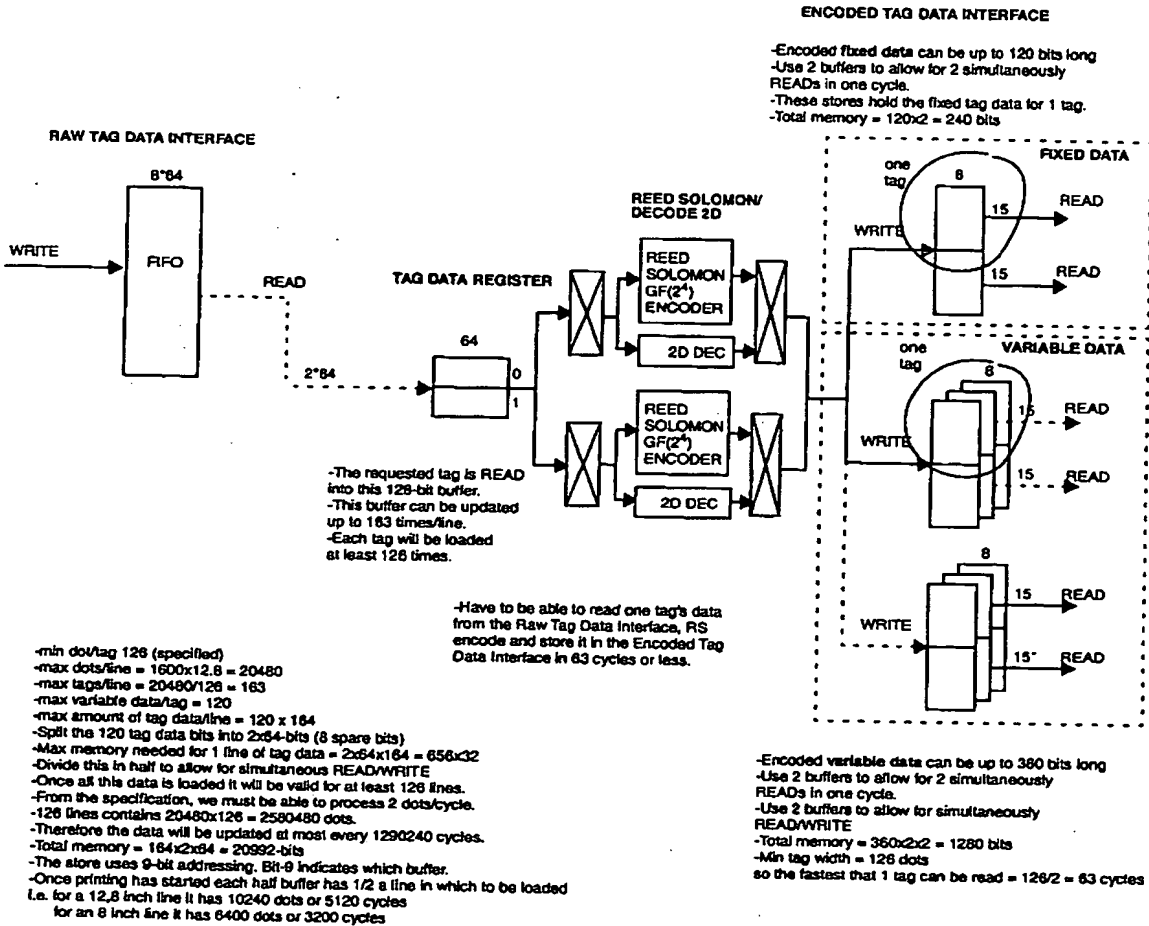 ENCODED TAG DATA INTERFACE
-Encoded fixed data can be up to 120 bits long
-Use 2 buffers to allow for 2 simultaneously
READs in one cycle.
-These stores hold the fixed tag data for 1 tag.
-Total memory = 120x2 = 240 bits
RAW TAG DATA INTERFACE
8*64
WRITE
FIFO
READ
2*64
TAG DATA REGISTER
64
0
1
REED SOLOMON/
DECODE 2D
REED
SOLOMON
GF(2⁴)
ENCODER
2D DEC
REED
SOLOMON
GF(2⁴)
ENCODER
2D DEC
FIXED DATA
one
tag
8
WRITE
15
READ
15
READ
VARIABLE DATA
one
tag
8
WRITE
15
READ
15
READ
8
WRITE
15
READ
15
READ
-The requested tag is READ
into this 128-bit buffer.
-This buffer can be updated
up to 163 times/line.
-Each tag will be loaded
at least 126 times.
-Have to be able to read one tag's data
from the Raw Tag Data Interface, RS
encode and store it in the Encoded Tag
Data Interface in 63 cycles or less.
-min dot/tag 126 (specified)
-max dots/line = 1600x12.8 = 20480
-max tags/line = 20480/126 = 163
-max variable data/tag = 120
-max amount of tag data/line = 120 x 164
-Split the 120 tag data bits into 2x64-bits (8 spare bits)
-Max memory needed for 1 line of tag data = 2x64x164 = 656x32
-Divide this in half to allow for simultaneous READ/WRITE
-Once all this data is loaded it will be valid for at least 126 lines.
-From the specification, we must be able to process 2 dots/cycle.
-126 lines contains 20480x126 = 2580480 dots.
-Therefore the data will be updated at most every 1290240 cycles.
-Total memory = 164x2x64 = 20992-bits
-The store uses 9-bit addressing. Bit-9 indicates which buffer.
-Once printing has started each half buffer has 1/2 a line in which to be loaded
i.e. for a 12.8 inch line it has 10240 dots or 5120 cycles
for an 8 inch line it has 6400 dots or 3200 cycles
-Encoded variable data can be up to 360 bits long
-Use 2 buffers to allow for 2 simultaneously
READs in one cycle.
-Use 2 buffers to allow for simultaneously
READ/WRITE
-Total memory = 360x2x2 = 1280 bits
-Min tag width = 126 dots
so the fastest that 1 tag can be read = 126/2 = 63 cycles